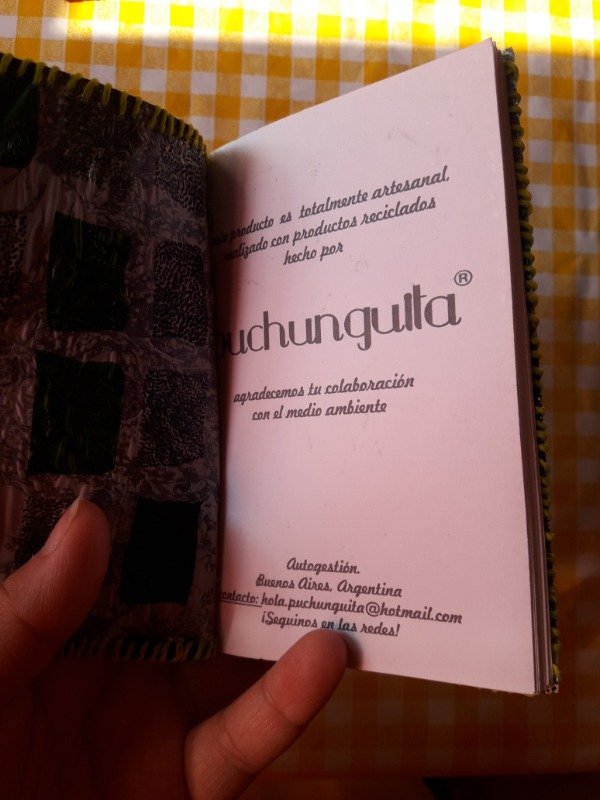 este producto es totalmente artesanal,
realizado con productos reciclados
hecho por
puchunguita®
agradecemos tu colaboración
con el medio ambiente
Autogestión.
Buenos Aires, Argentina
contacto: hola.puchunguita@hotmail.com
¡Seguinos en las redes!